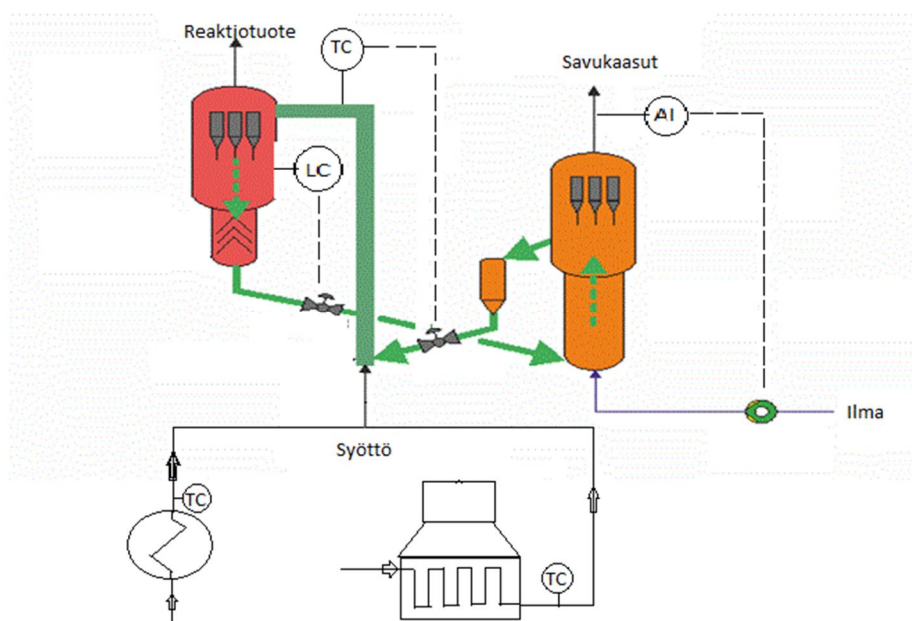 Reaktiotuote
TC
Savukaasut
AI
LC
Ilma
Syöttö
TC
TC